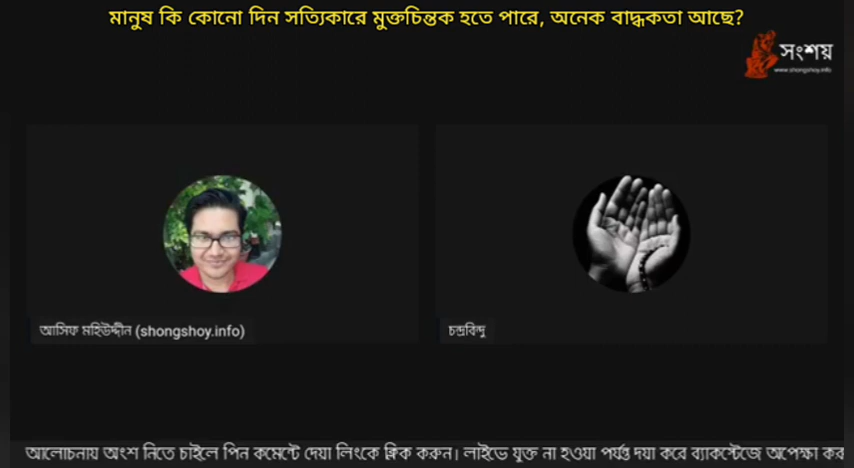 মানুষ কি কোনো দিন সত্যিকারে মুক্তচিন্তক হতে পারে, অনেক বাদ্ধকতা আছে?
সংশয়
www.shongshoy.info
আসিফ মহিউদ্দীন (shongshoy.info)
চন্দ্রবিন্দু
আলোচনায় অংশ নিতে চাইলে পিন কমেন্টে দেয়া লিংকে ক্লিক করুন। লাইভে যুক্ত না হওয়া পর্যন্ত দয়া করে ব্যাকস্টেজে অপেক্ষা কর